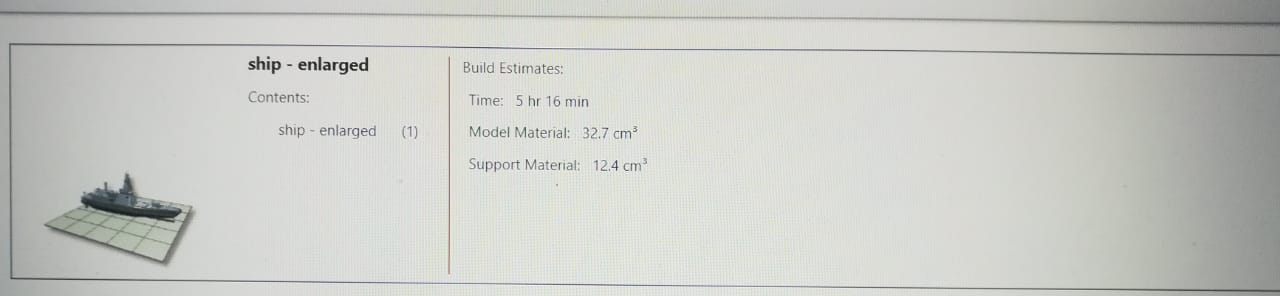 ship - enlarged
Contents:
ship - enlarged (1)
Build Estimates:
Time: 5 hr 16 min
Model Material: 32.7 cm³
Support Material: 12.4 cm³